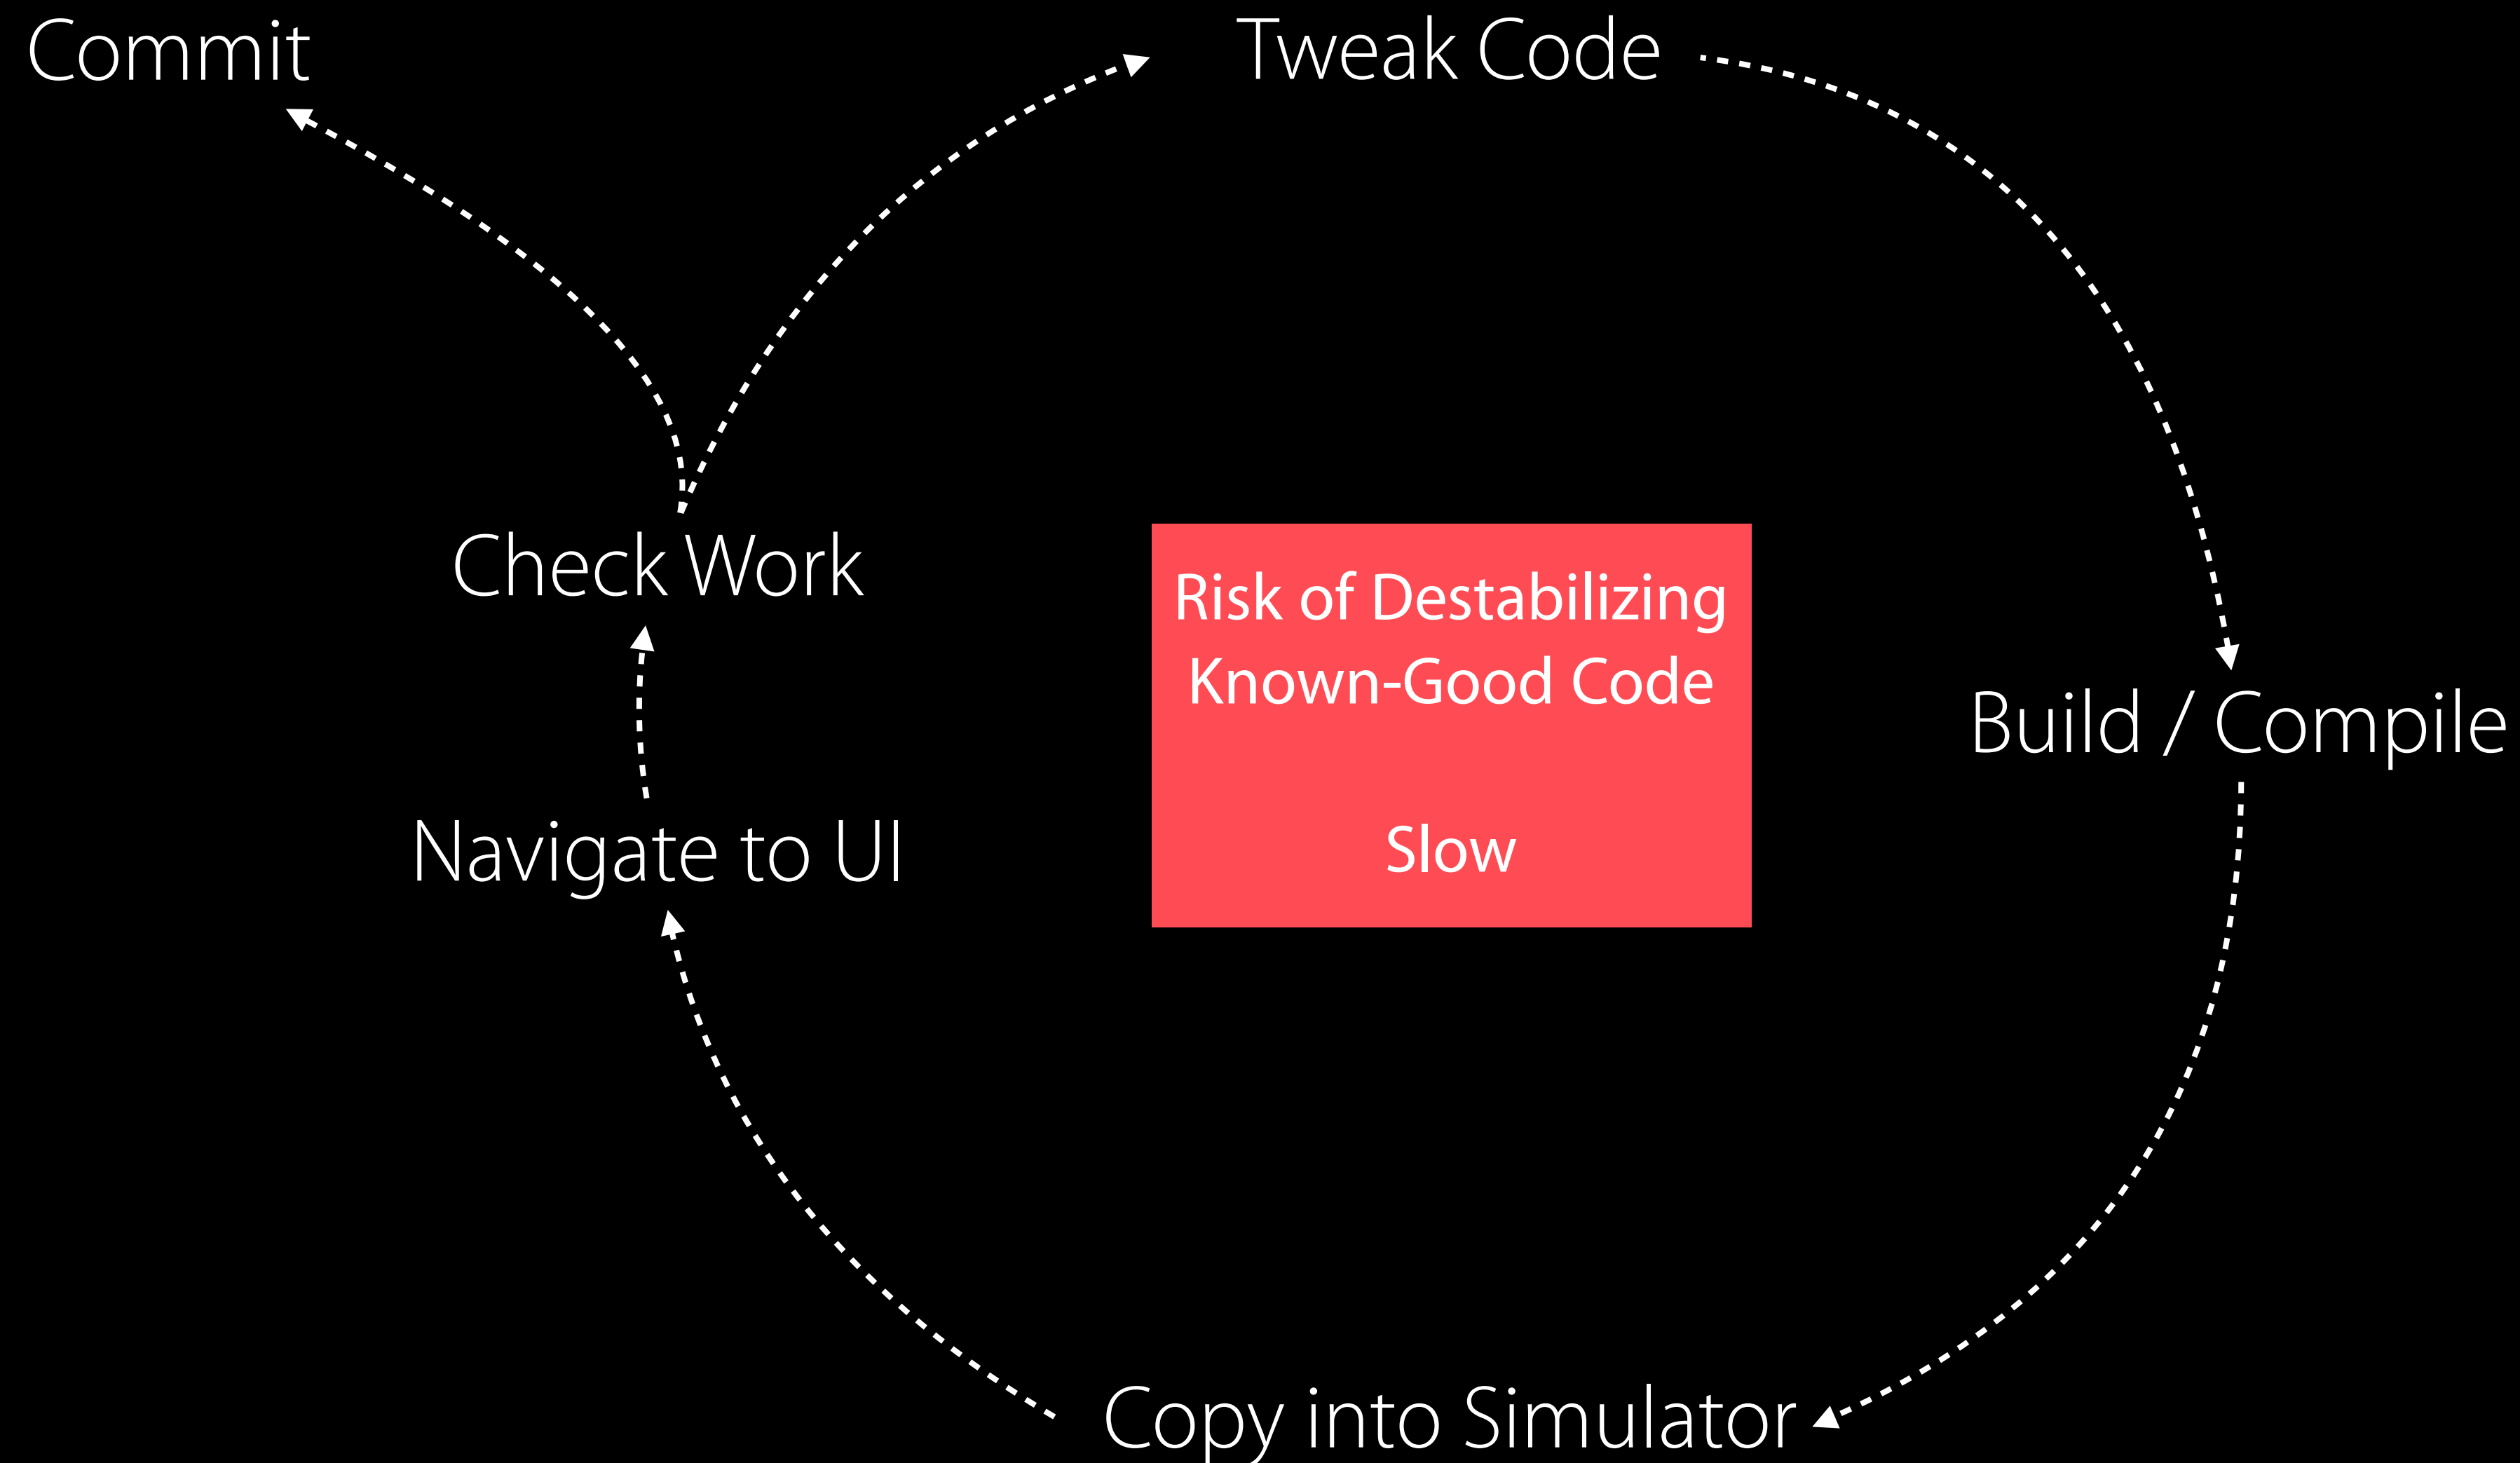 Commit
Tweak Code
Check Work
Risk of Destabilizing
Known-Good Code
Build / Compile
Navigate to UI
Slow
Copy into Simulator